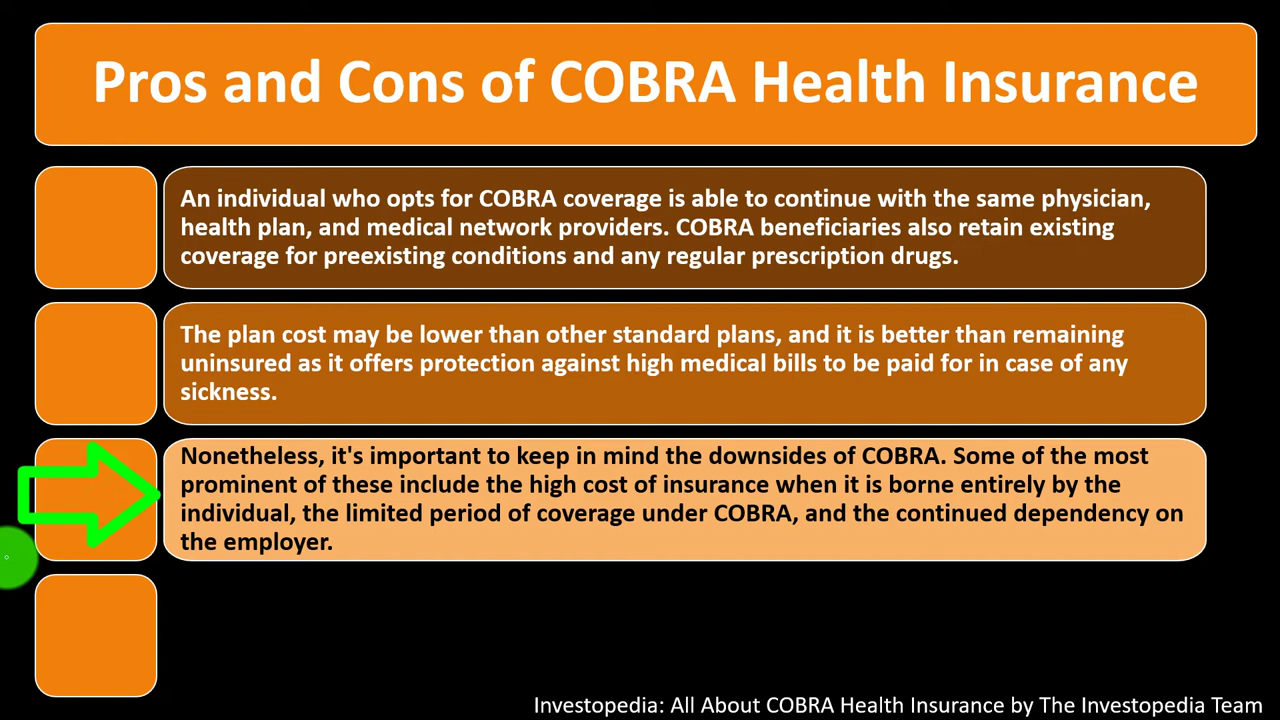 Pros and Cons of COBRA Health Insurance
An individual who opts for COBRA coverage is able to continue with the same physician,
health plan, and medical network providers. COBRA beneficiaries also retain existing
coverage for preexisting conditions and any regular prescription drugs.
The plan cost may be lower than other standard plans, and it is better than remaining
uninsured as it offers protection against high medical bills to be paid for in case of any
sickness.
Nonetheless, it's important to keep in mind the downsides of COBRA. Some of the most
prominent of these include the high cost of insurance when it is borne entirely by the
individual, the limited period of coverage under COBRA, and the continued dependency on
the employer.
Investopedia: All About COBRA Health Insurance by The Investopedia Team